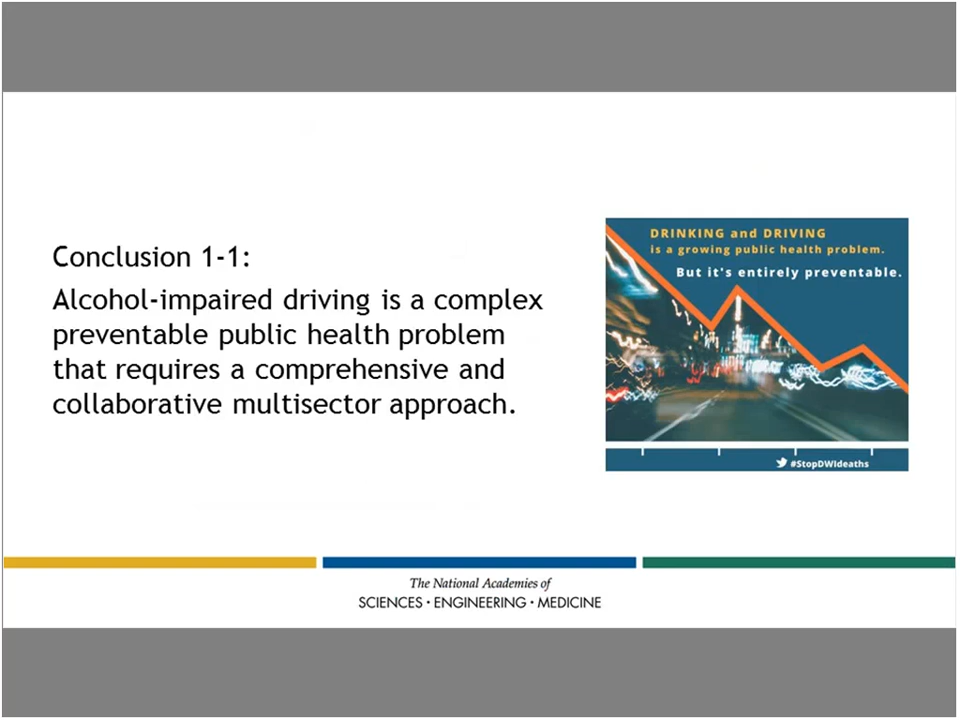 Conclusion 1-1:
Alcohol-impaired driving is a complex
preventable public health problem
that requires a comprehensive and
collaborative multisector approach.
DRINKING and DRIVING
is a growing public health problem.
But it's entirely preventable.
#StopDWIdeaths
The National Academies of
SCIENCES · ENGINEERING · MEDICINE